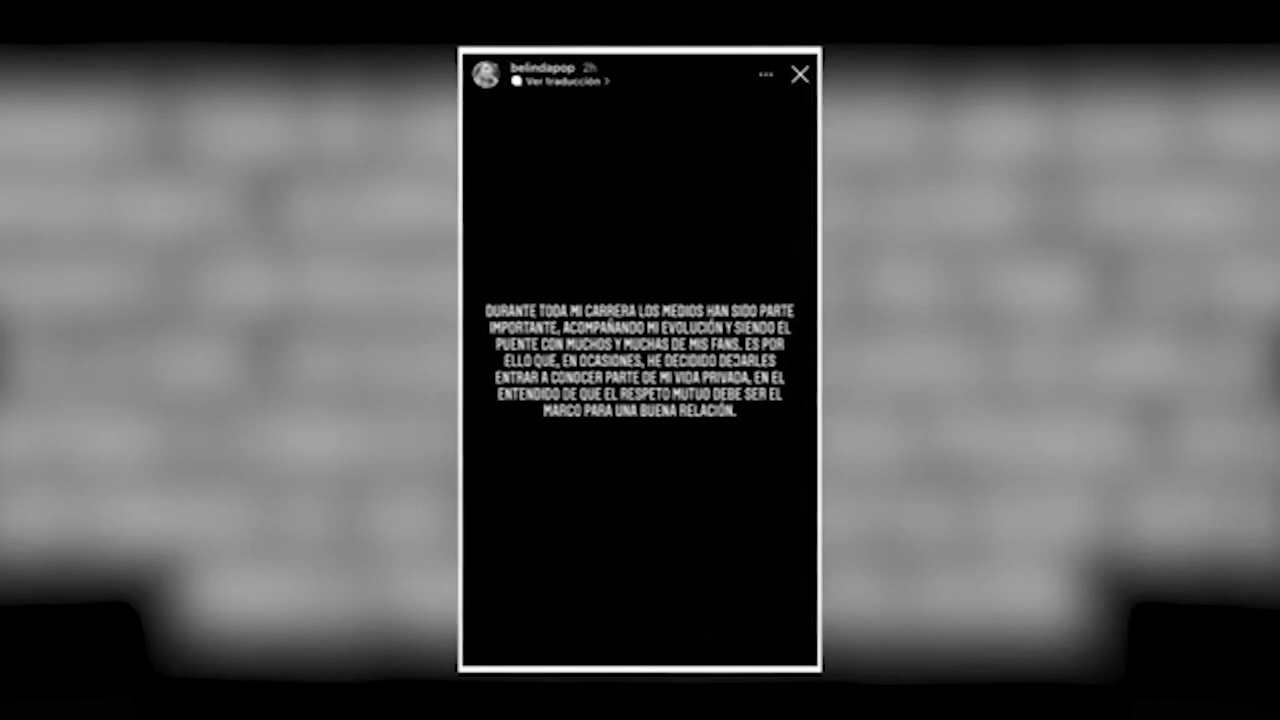 belindapop 2h
Ver traducción >
DURANTE TODA MI CARRERA LOS MEDIOS HAN SIDO PARTE
IMPORTANTE, ACOMPAÑANDO MI EVOLUCIÓN Y SIENDO EL
PUENTE CON MUCHOS Y MUCHAS DE MIS FANS. ES POR
ELLO QUE, EN OCASIONES, HE DECIDIDO DEJARLES
ENTRAR A CONOCER PARTE DE MI VIDA PRIVADA, EN EL
ENTENDIDO DE QUE EL RESPETO MUTUO DEBE SER EL
MARCO PARA UNA BUENA RELACIÓN.